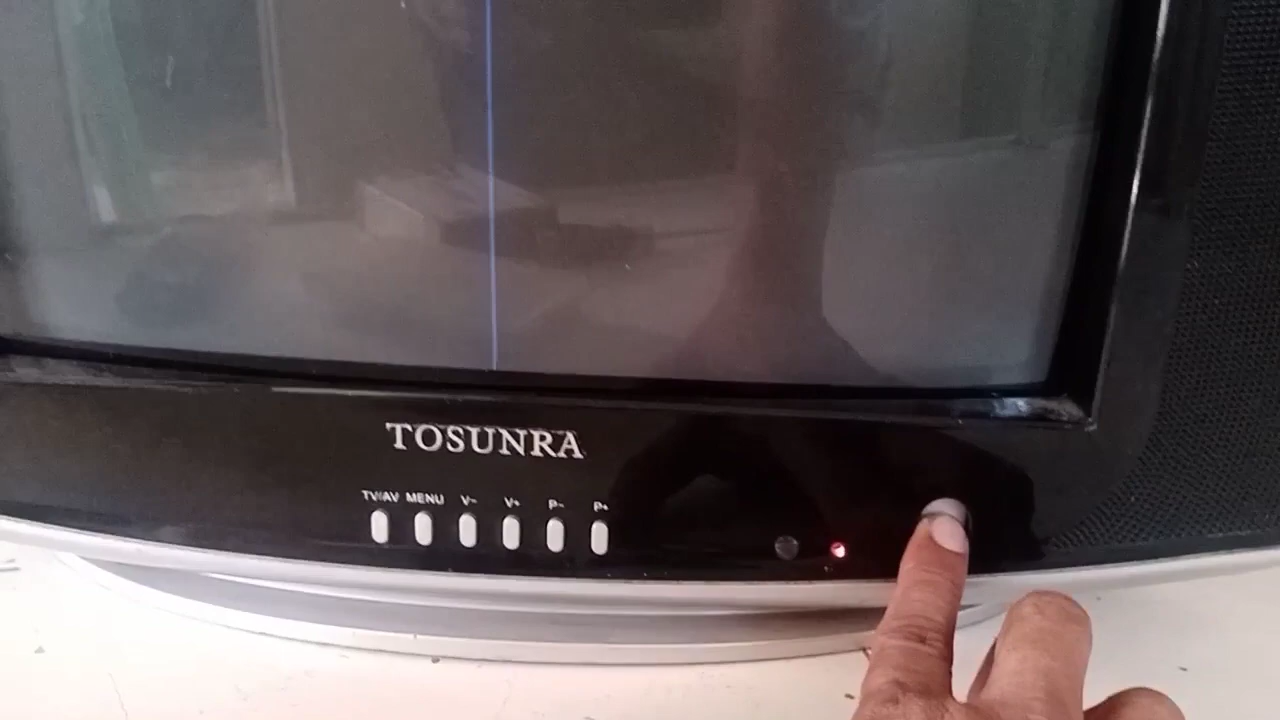 TOSUNRA
TV/AV MENU V- V+ P- P+